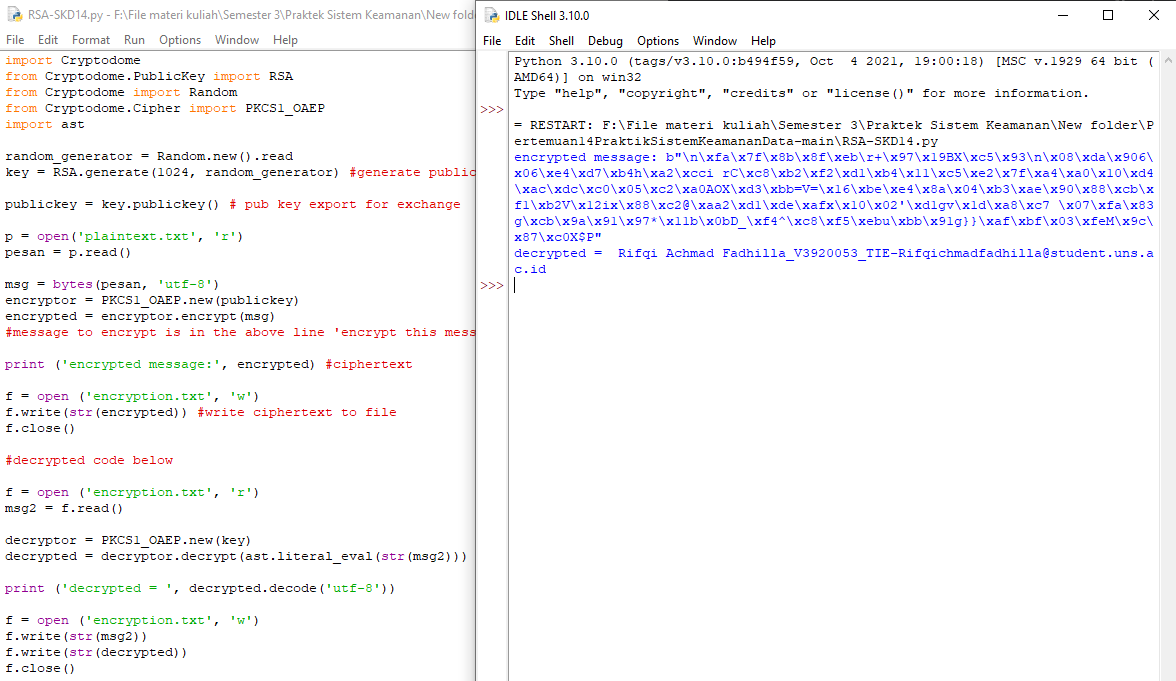 RSA-SKD14.py - F:\File materi kuliah\Semester 3\Praktek Sistem Keamanan\New fold
File Edit Format Run Options Window Help
import Cryptodome
from Cryptodome.PublicKey import RSA
from Cryptodome import Random
from Cryptodome.Cipher import PKCS1_OAEP
import ast
random_generator = Random.new().read
key = RSA.generate(1024, random_generator) #generate public
publickey = key.publickey() # pub key export for exchange
p = open('plaintext.txt', 'r')
pesan = p.read()
msg = bytes(pesan, 'utf-8')
encryptor = PKCS1_OAEP.new(publickey)
encrypted = encryptor.encrypt(msg)
#message to encrypt is in the above line 'encrypt this mess
print ('encrypted message:', encrypted) #ciphertext
f = open ('encryption.txt', 'w')
f.write(str(encrypted)) #write ciphertext to file
f.close()
#decrypted code below
f = open ('encryption.txt', 'r')
msg2 = f.read()
decryptor = PKCS1_OAEP.new(key)
decrypted = decryptor.decrypt(ast.literal_eval(str(msg2)))
print ('decrypted = ', decrypted.decode('utf-8'))
f = open ('encryption.txt', 'w')
f.write(str(msg2))
f.write(str(decrypted))
f.close()
IDLE Shell 3.10.0
File Edit Shell Debug Options Window Help
Python 3.10.0 (tags/v3.10.0:b494f59, Oct  4 2021, 19:00:18) [MSC v.1929 64 bit (
AMD64)] on win32
Type "help", "copyright", "credits" or "license()" for more information.
>>>
= RESTART: F:\File materi kuliah\Semester 3\Praktek Sistem Keamanan\New folder\P
ertemuan14PraktikSistemKeamananData-main\RSA-SKD14.py
encrypted message: b"\n\xfa\x7f\x8b\x8f\xeb\r+\x97\x19BX\xc5\x93\n\x08\xda\x906\
x06\xe4\xd7\xb4h\xa2\xcci rC\xc8\xb2\xf2\xd1\xb4\x11\xc5\xe2\x7f\xa4\xa0\x10\xd4
\xac\xdc\xc0\x05\xc2\xa0AOX\xd3\xbb=V=\x16\xbe\xe4\x8a\x04\xb3\xae\x90\x88\xcb\x
f1\xb2V\x12ix\x88\xc2@\xaa2\xd1\xde\xafx\x10\x02'\xd1gv\x1d\xa8\xc7 \x07\xfa\x83
g\xcb\x9a\x91\x97*\x11b\x0bD_\xf4^\xc8\xf5\xebu\xbb\x91g}}\xaf\xbf\x03\xfeM\x9c\
x87\xc0X$P"
decrypted =  Rifqi Achmad Fadhilla_V3920053_TIE-Rifqichmadfadhilla@student.uns.a
c.id
>>>